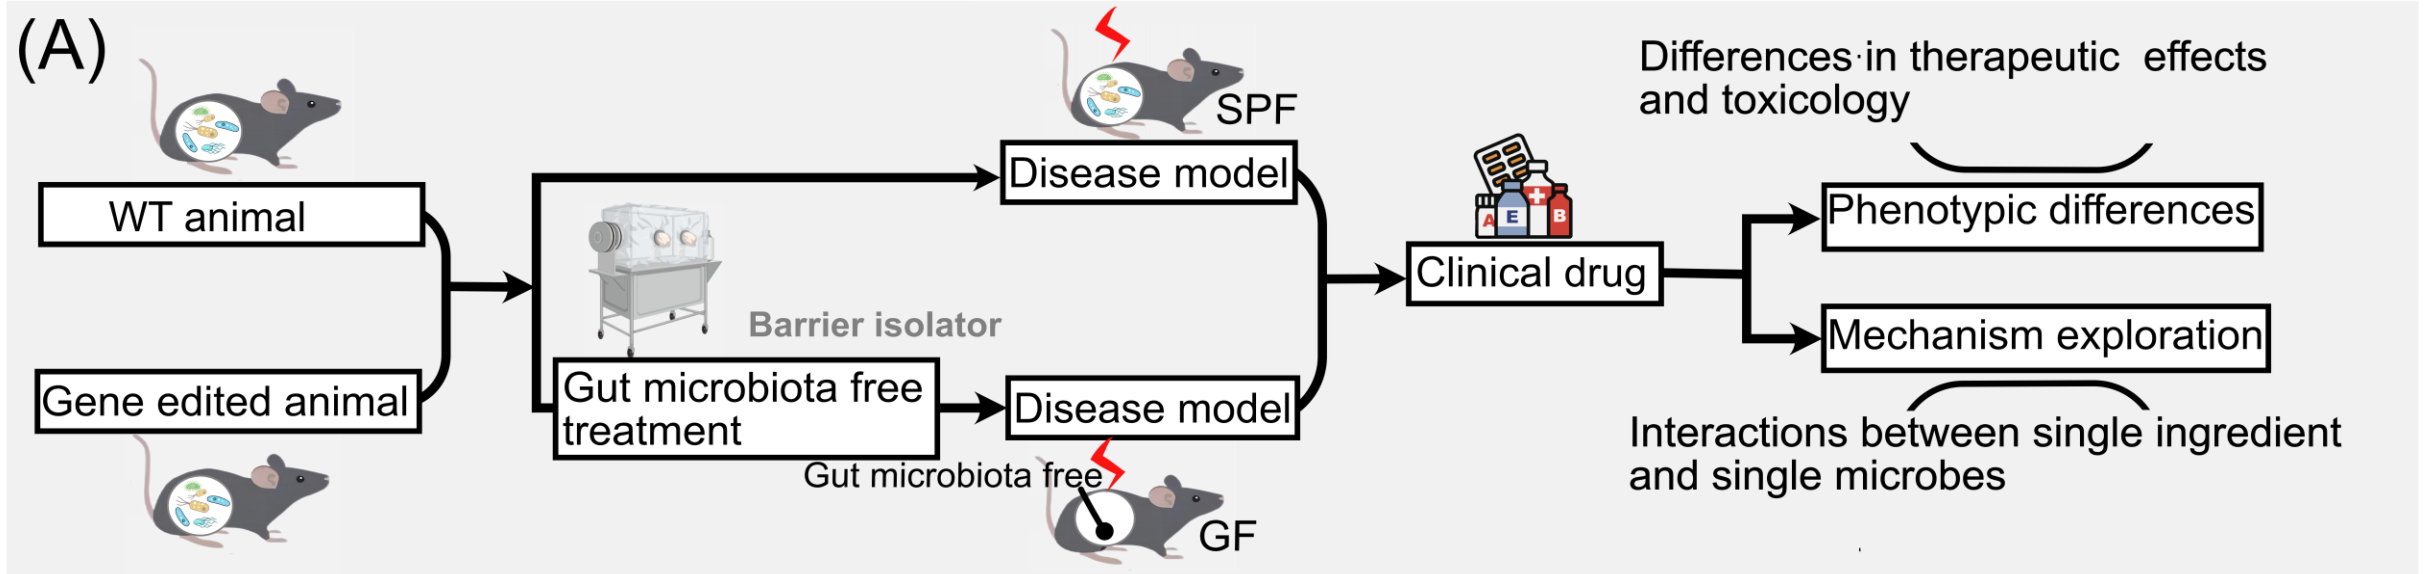 (A)
WT animal
Gene edited animal
Barrier isolator
Gut microbiota free
treatment
SPF
Disease model
Disease model
Gut microbiota free
GF
A E B
Clinical drug
Differences in therapeutic effects
and toxicology
Phenotypic differences
Mechanism exploration
Interactions between single ingredient
and single microbes